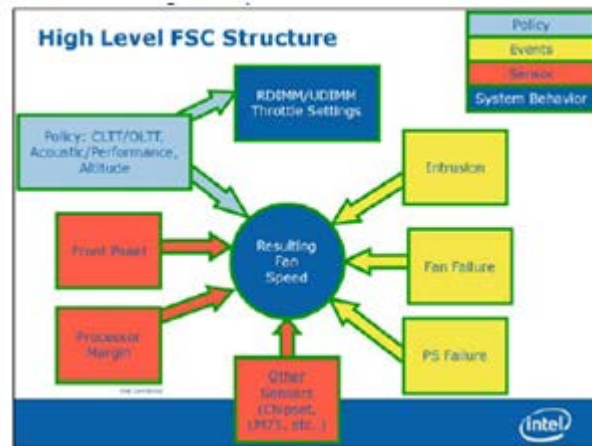 High Level FSC Structure
Policy
Events
Sensor
System Behavior
RDIMM/UDIMM
Throttle Settings
Policy: CLTT/OLTT,
Acoustic/Performance,
Altitude
Intrusion
Front Panel
Resulting
Fan
Speed
Fan Failure
Processor
Margin
PS Failure
Other
Sensors
(Chipset,
LM75, etc.)
intel